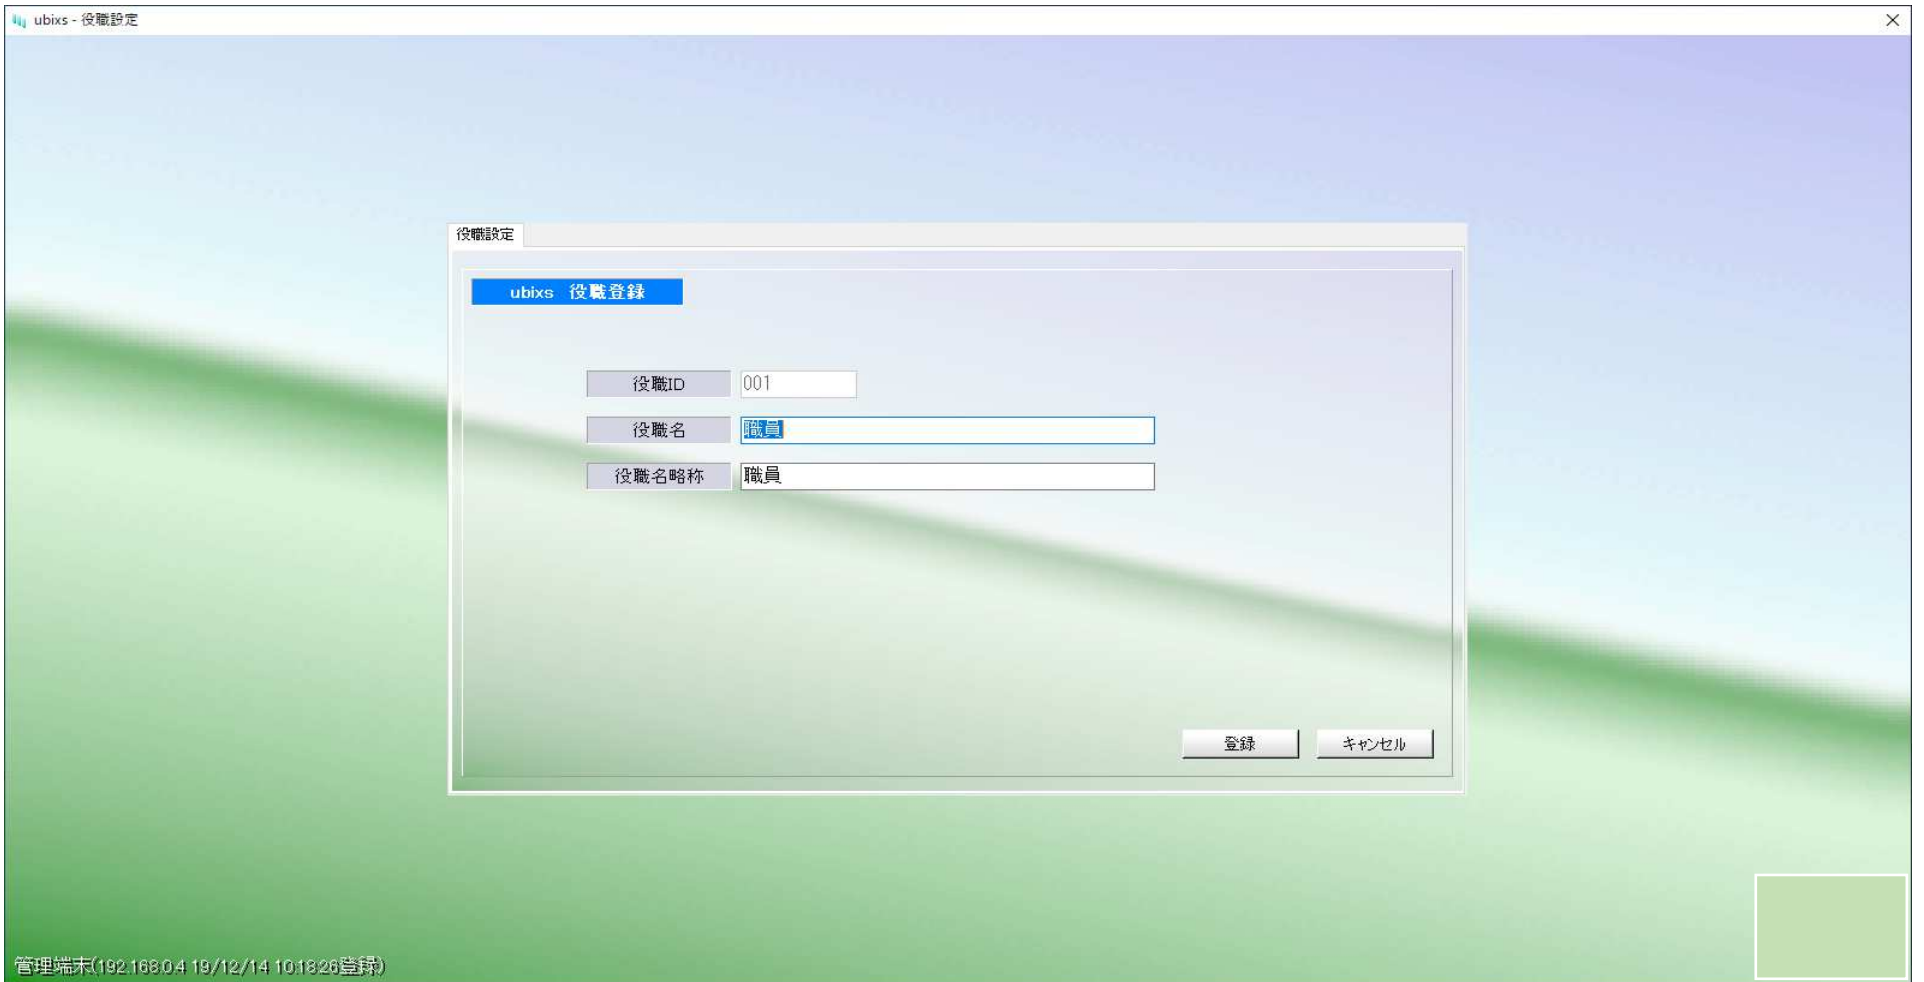 ubixs - 役職設定
役職設定
ubixs 役職登録
役職ID 001
役職名 職員
役職名略称 職員
登録 キャンセル
管理端末(192.168.0.4 19/12/14 10:18:26登録)